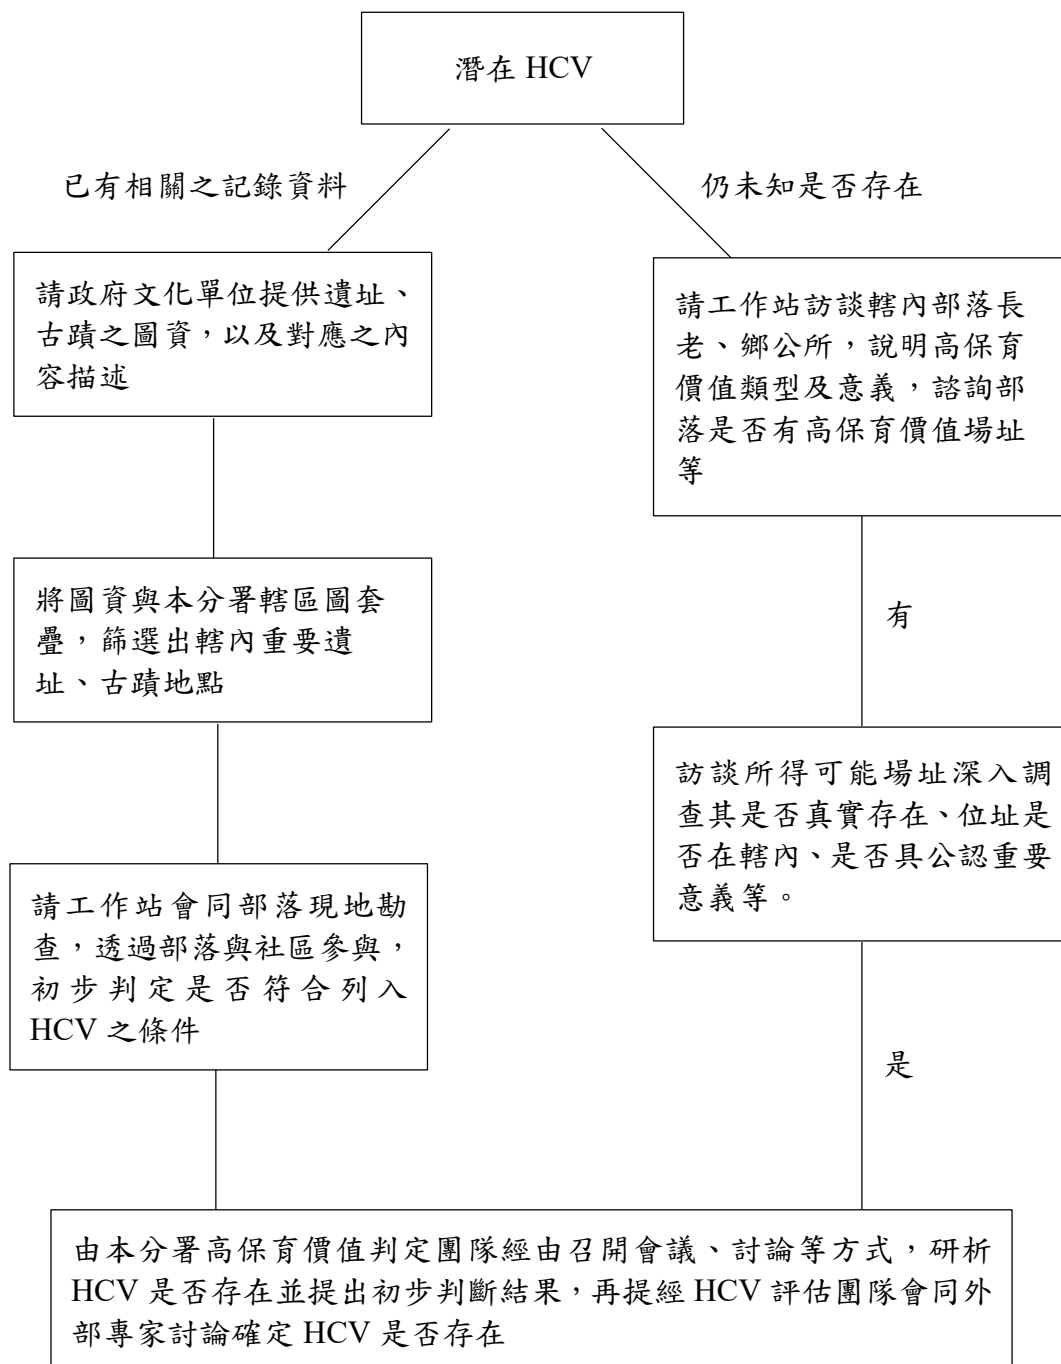 潛在 HCV
已有相關之記錄資料
仍未知是否存在
請政府文化單位提供遺址、
古蹟之圖資，以及對應之內
容描述
請工作站訪談轄內部落長
老、鄉公所，說明高保育
價值類型及意義，諮詢部
落是否有高保育價值場址
等
將圖資與本分署轄區圖套
疊，篩選出轄內重要遺
址、古蹟地點
有
訪談所得可能場址深入調
查其是否真實存在、位址是
否在轄內、是否具公認重要
意義等。
請工作站會同部落現地勘
查，透過部落與社區參與，
初步判定是否符合列入
HCV 之條件
是
由本分署高保育價值判定團隊經由召開會議、討論等方式，研析
HCV 是否存在並提出初步判斷結果，再提經 HCV 評估團隊會同外
部專家討論確定 HCV 是否存在